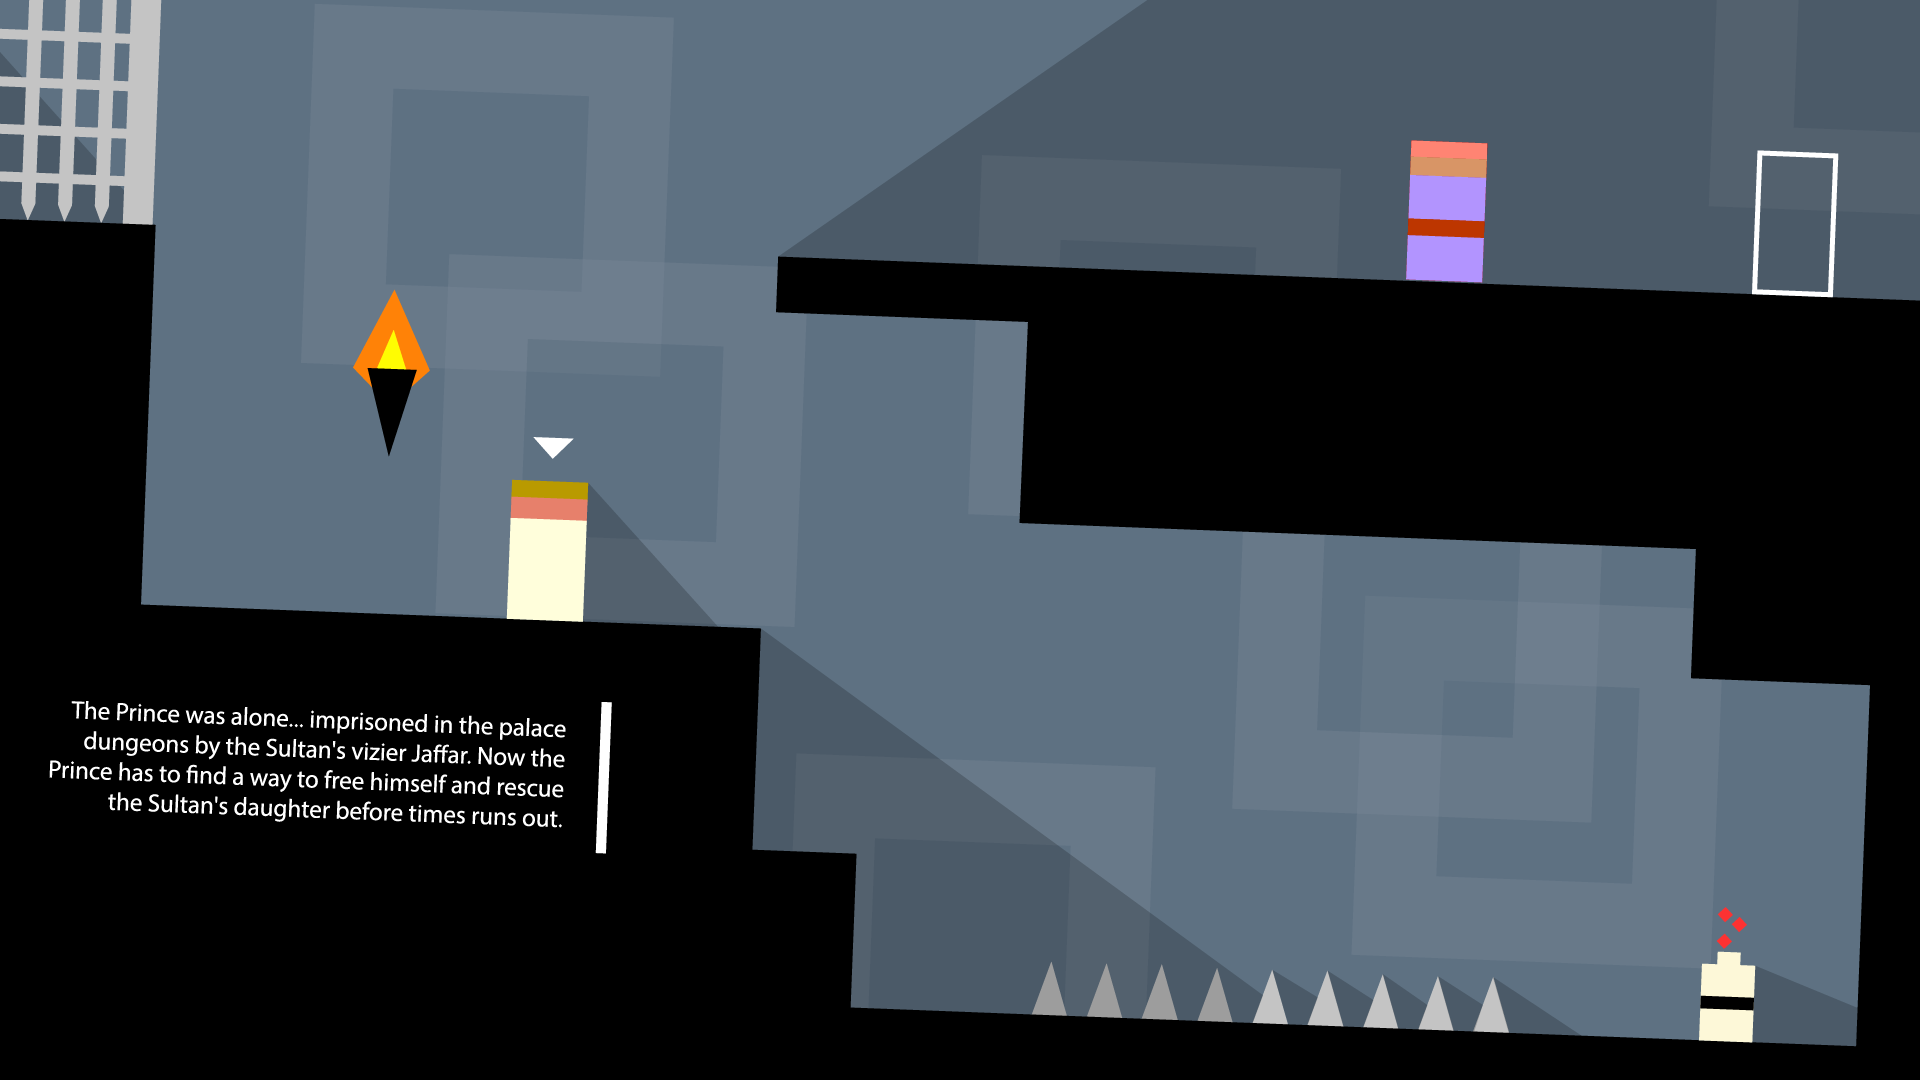 The Prince was alone... imprisoned in the palace
dungeons by the Sultan's vizier Jaffar. Now the
Prince has to find a way to free himself and rescue
the Sultan's daughter before times runs out.